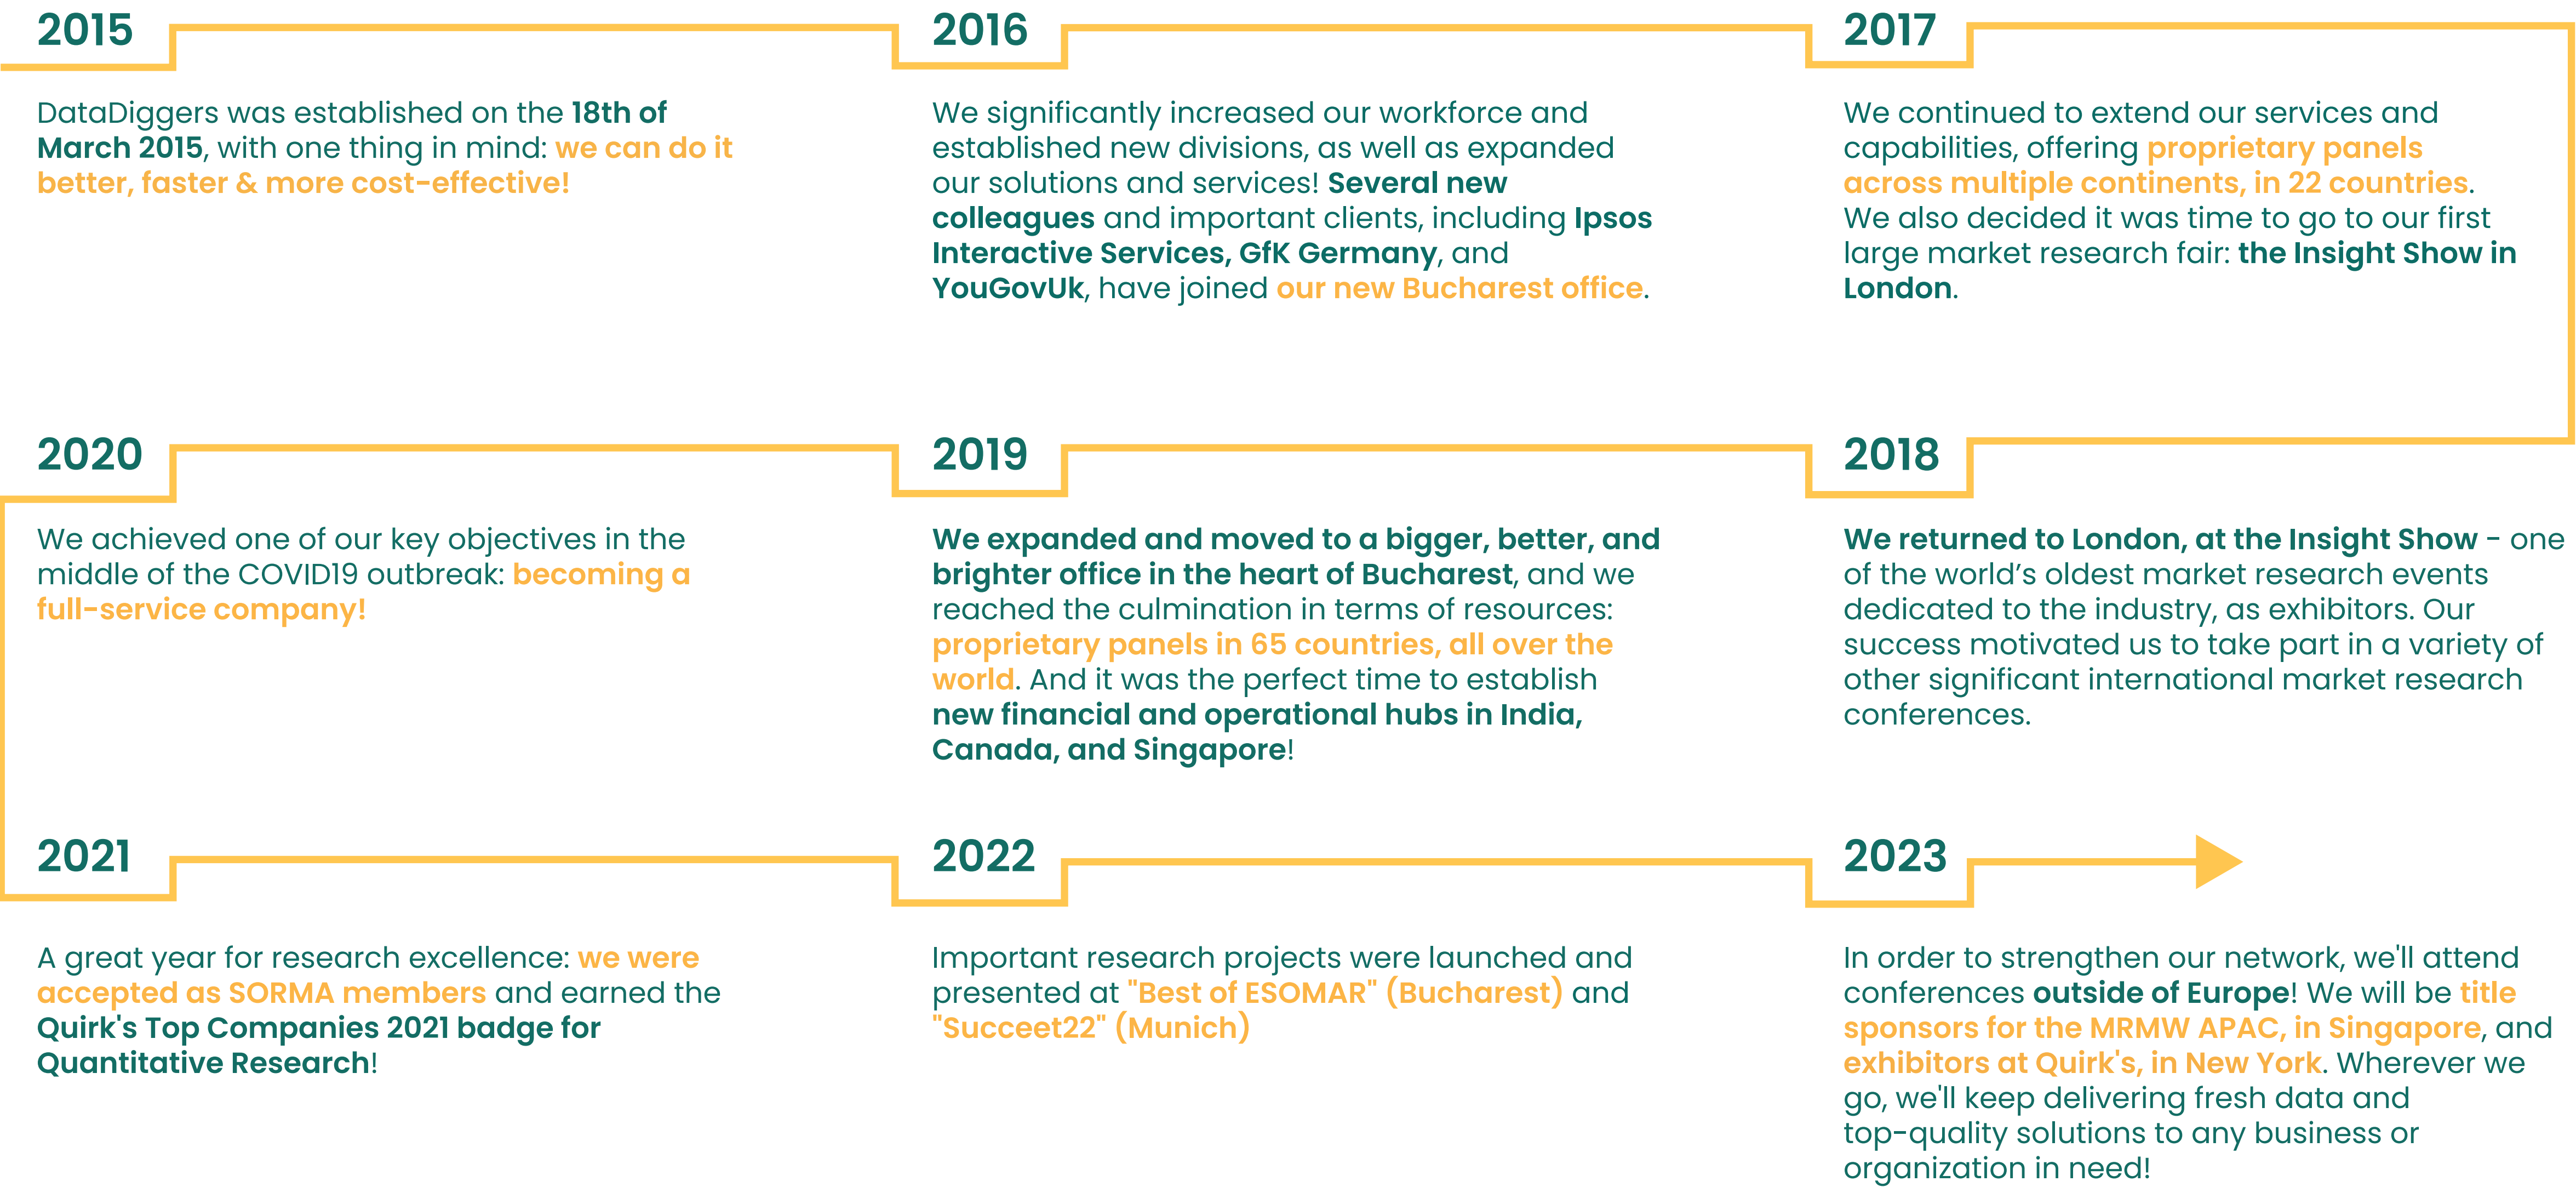 2015
DataDiggers was established on the 18th of
March 2015, with one thing in mind: we can do it
better, faster & more cost-effective!
2016
We significantly increased our workforce and
established new divisions, as well as expanded
our solutions and services! Several new
colleagues and important clients, including Ipsos
Interactive Services, GfK Germany, and
YouGovUk, have joined our new Bucharest office.
2017
We continued to extend our services and
capabilities, offering proprietary panels
across multiple continents, in 22 countries.
We also decided it was time to go to our first
large market research fair: the Insight Show in
London.
2018
We returned to London, at the Insight Show - one
of the world’s oldest market research events
dedicated to the industry, as exhibitors. Our
success motivated us to take part in a variety of
other significant international market research
conferences.
2019
We expanded and moved to a bigger, better, and
brighter office in the heart of Bucharest, and we
reached the culmination in terms of resources:
proprietary panels in 65 countries, all over the
world. And it was the perfect time to establish
new financial and operational hubs in India,
Canada, and Singapore!
2020
We achieved one of our key objectives in the
middle of the COVID19 outbreak: becoming a
full-service company!
2021
A great year for research excellence: we were
accepted as SORMA members and earned the
Quirk's Top Companies 2021 badge for
Quantitative Research!
2022
Important research projects were launched and
presented at "Best of ESOMAR" (Bucharest) and
"Succeet22" (Munich)
2023
In order to strengthen our network, we'll attend
conferences outside of Europe! We will be title
sponsors for the MRMW APAC, in Singapore, and
exhibitors at Quirk's, in New York. Wherever we
go, we'll keep delivering fresh data and
top-quality solutions to any business or
organization in need!